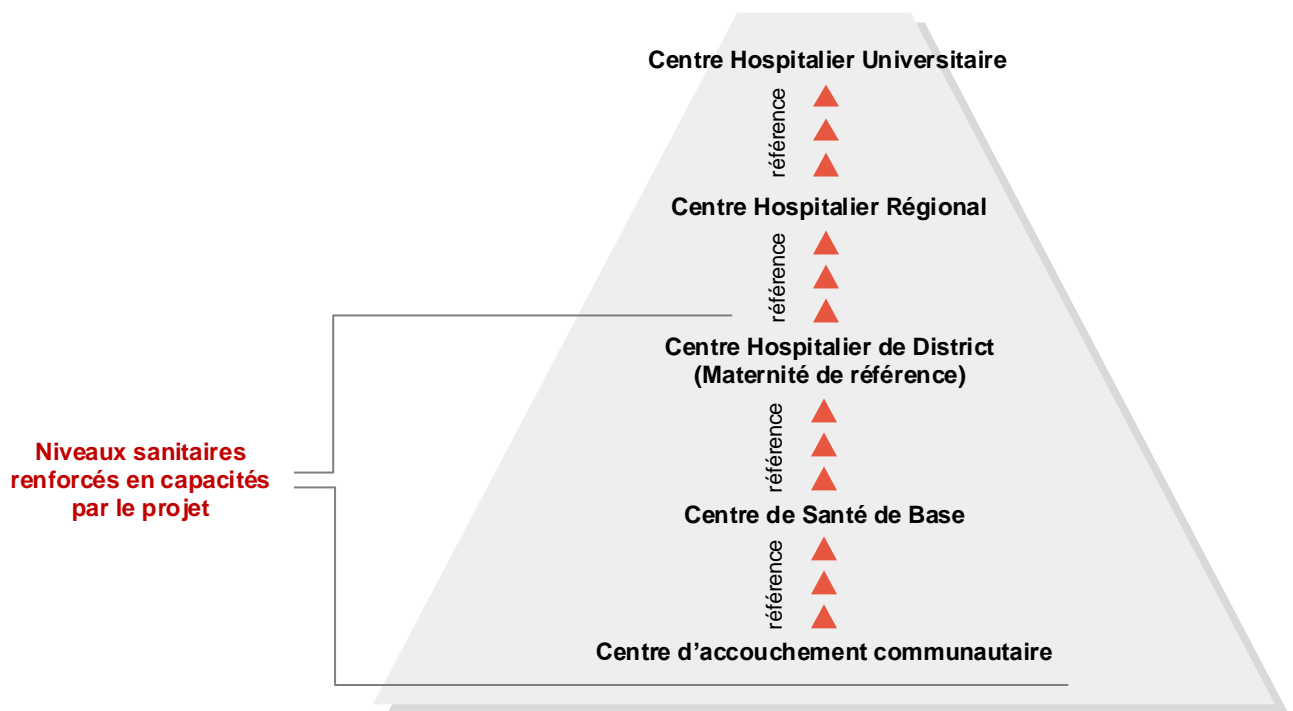 Centre Hospitalier Universitaire
référence
Centre Hospitalier Régional
référence
Centre Hospitalier de District
(Maternité de référence)
référence
Niveaux sanitaires
renforcés en capacités
par le projet
Centre de Santé de Base
référence
Centre d’accouchement communautaire